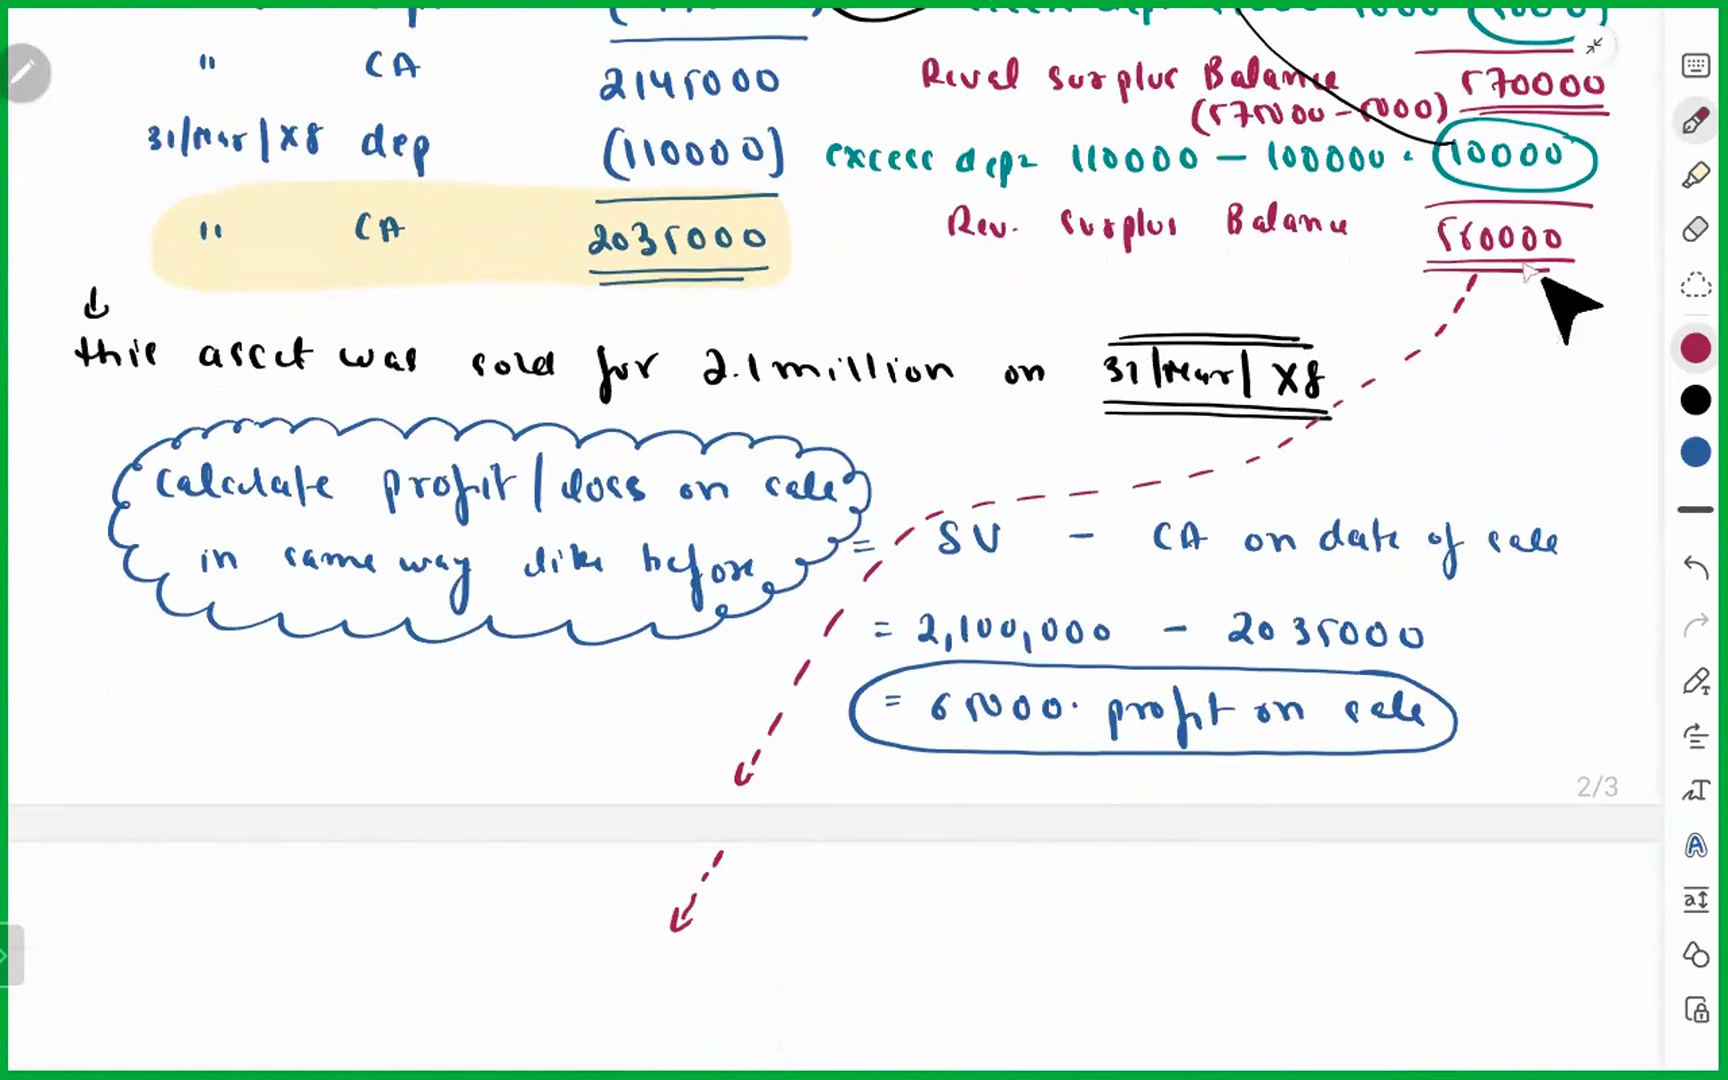 " CA 2145000 Reval surplus Balance 570000
(575000-5000)
31/Mar/X8 dep (110000) excess dep= 110000 - 100000 = 10000
" CA 2035000 Rev. surplus Balance 560000
this asset was sold for 2.1 million on 31/Mar/X8
calculate profit/loss on sale
in same way like before
= SV - CA on date of sale
= 2,100,000 - 2035000
= 65000. profit on sale
2/3